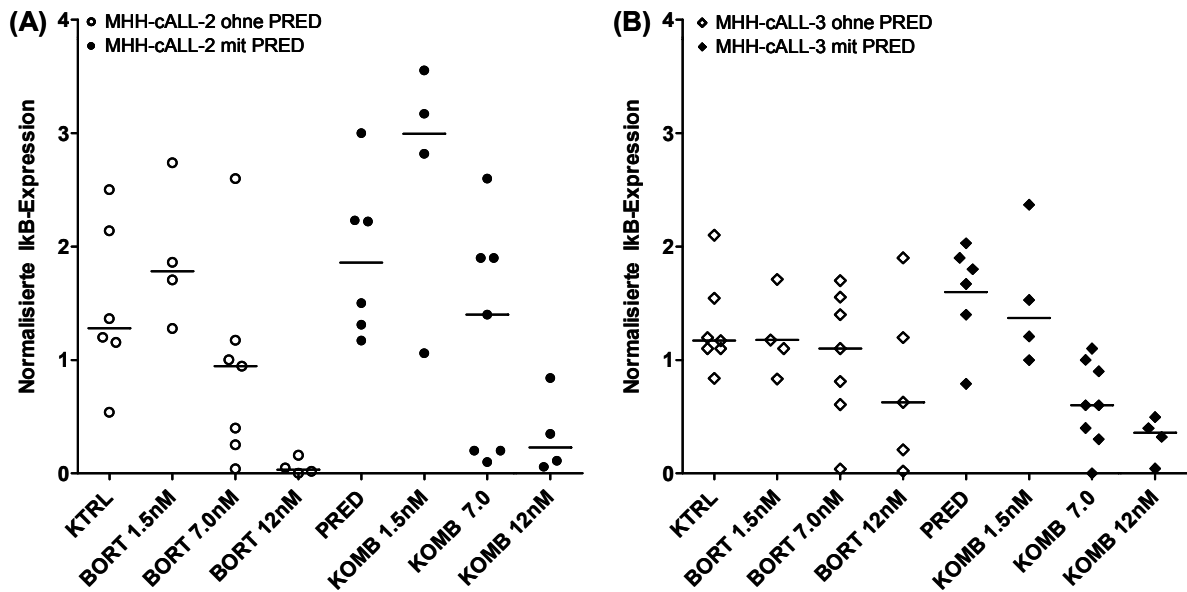 (A)
MHH-cALL-2 ohne PRED
MHH-cALL-2 mit PRED
Normalisierte IkB-Expression
4
3
2
1
0
KTRL
BORT 1.5nM
BORT 7.0nM
BORT 12nM
PRED
KOMB 1.5nM
KOMB 7.0
KOMB 12nM
(B)
MHH-cALL-3 ohne PRED
MHH-cALL-3 mit PRED
Normalisierte IkB-Expression
4
3
2
1
0
KTRL
BORT 1.5nM
BORT 7.0nM
BORT 12nM
PRED
KOMB 1.5nM
KOMB 7.0
KOMB 12nM